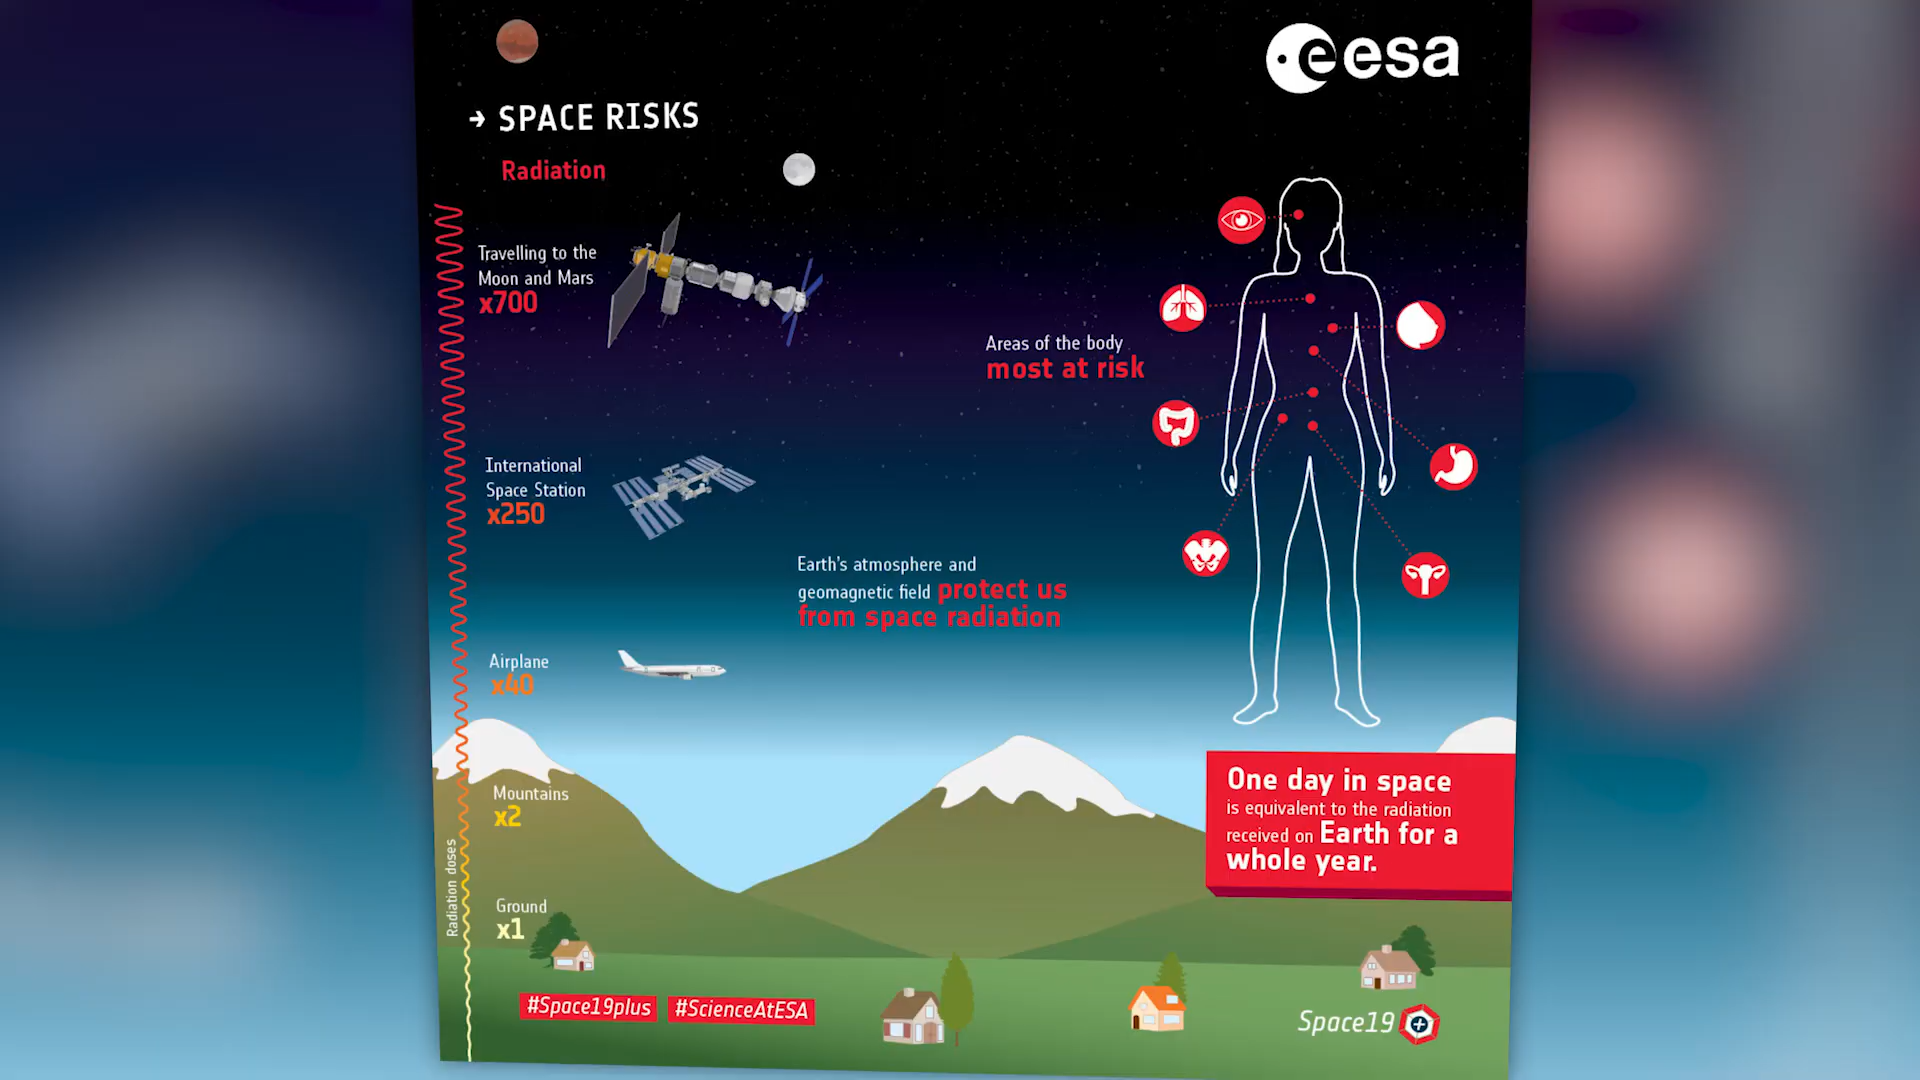 esa
→ SPACE RISKS
Radiation
Travelling to the
Moon and Mars
x700
International
Space Station
x250
Airplane
x40
Mountains
x2
Ground
x1
Radiation doses
Areas of the body
most at risk
Earth's atmosphere and
geomagnetic field protect us
from space radiation
One day in space
is equivalent to the radiation
received on Earth for a
whole year.
#Space19plus #ScienceAtESA
Space19